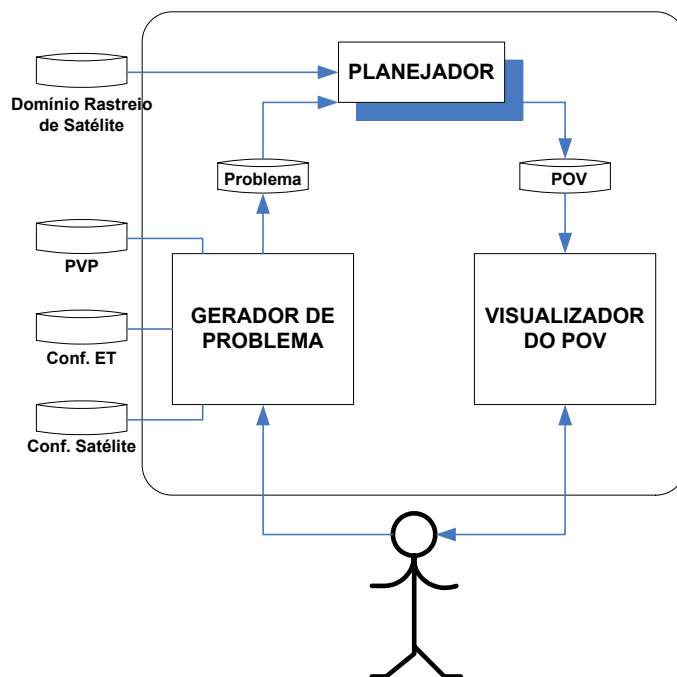 PLANEJADOR
Domínio Rastreio
de Satélite
Problema
POV
PVP
GERADOR DE
PROBLEMA
VISUALIZADOR
DO POV
Conf. ET
Conf. Satélite